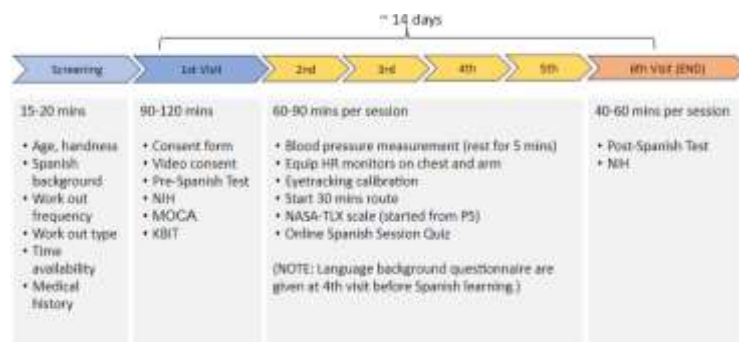 ~ 14 days
Screening
1st Visit
2nd
3rd
4th
5th
6th Visit (END)
15-20 mins
• Age, handness
• Spanish
background
• Work out
frequency
• Work out type
• Time
availability
• Medical
history
90-120 mins
• Consent form
• Video consent
• Pre-Spanish Test
• NIH
• MOCA
• KBIT
60-90 mins per session
• Blood pressure measurement (rest for 5 mins)
• Equip HR monitors on chest and arm
• Eyetracking calibration
• Start 30 mins route
• NASA-TLX scale (started from P5)
• Online Spanish Session Quiz
(NOTE: Language background questionnaire are
given at 4th visit before Spanish learning.)
40-60 mins per session
• Post-Spanish Test
• NIH